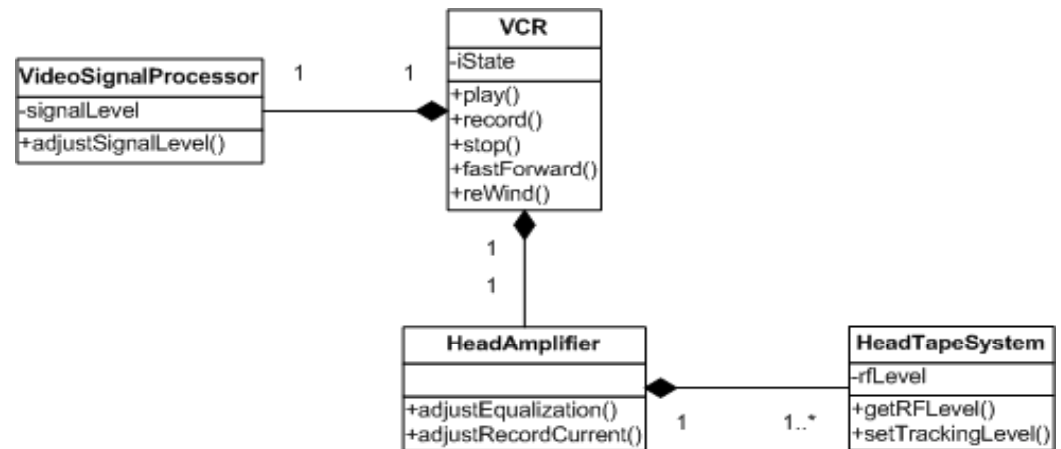 VCR
-iState
+play()
+record()
+stop()
+fastForward()
+reWind()
VideoSignalProcessor
-signalLevel
+adjustSignalLevel()
1
1
1
1
HeadAmplifier
+adjustEqualization()
+adjustRecordCurrent()
1
1..*
HeadTapeSystem
-rfLevel
+getRFLevel()
+setTrackingLevel()